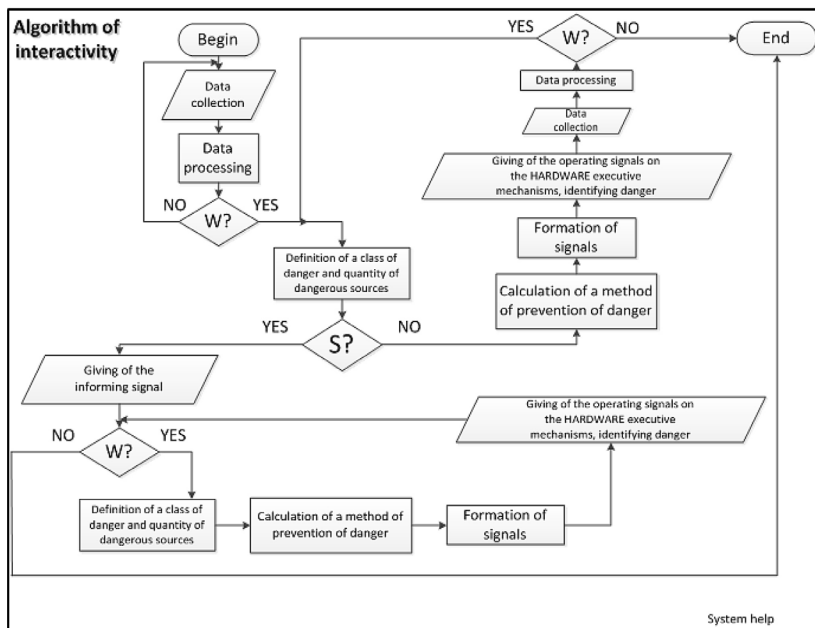 Algorithm of
interactivity
Begin
Data
collection
Data
processing
NO
W?
YES
Definition of a class of
danger and quantity of
dangerous sources
YES
S?
NO
YES
W?
NO
End
Data processing
Data
collection
Giving of the operating signals on
the HARDWARE executive
mechanisms, identifying danger
Formation of
signals
Calculation of a method
of prevention of danger
Giving of the
informing signal
NO
W?
YES
Giving of the operating signals on
the HARDWARE executive
mechanisms, identifying danger
Definition of a class of
danger and quantity of
dangerous sources
Calculation of a method of
prevention of danger
Formation of
signals
System help